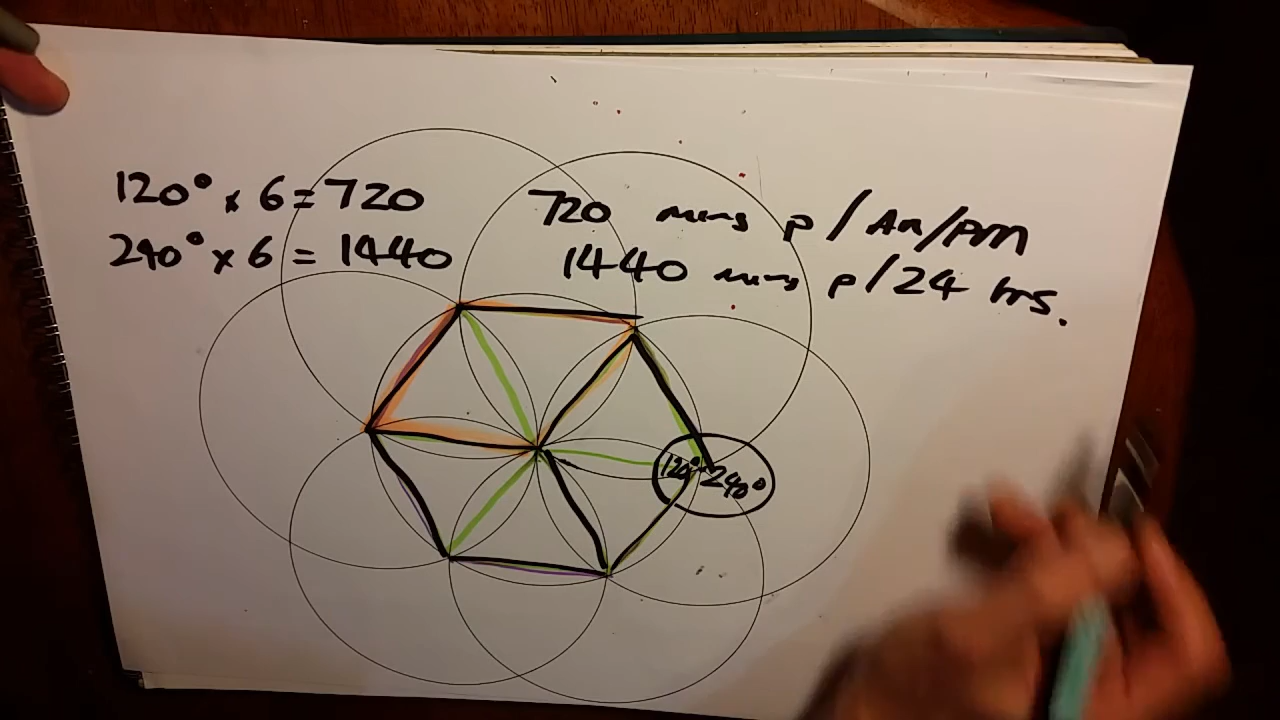 120° x 6 = 720
240° x 6 = 1440
720 mins p/AM/PM
1440 mins p/24 hrs.
120° 240°